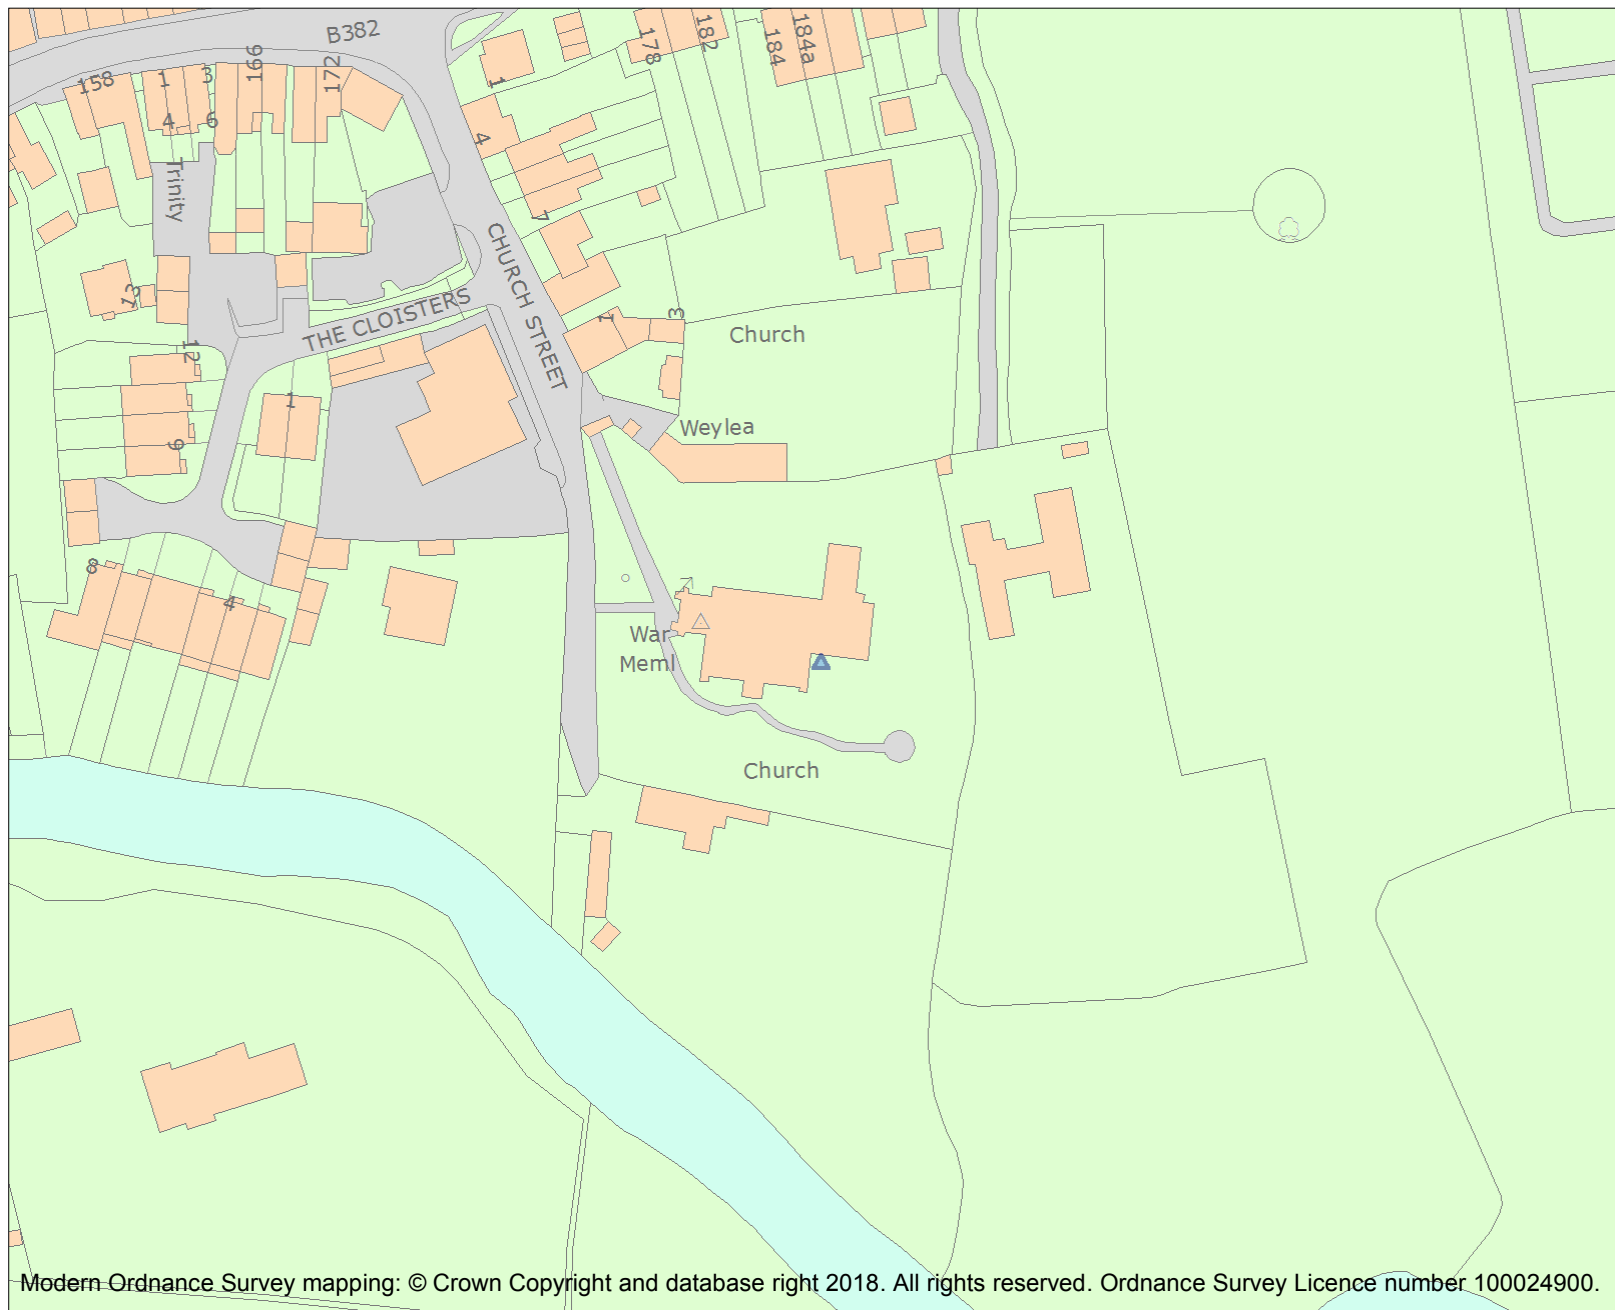 B382
178
182
184
184a
158
1
3
166
172
1
4
6
4
Trinity
7
CHURCH STREET
13
THE CLOISTERS
1
3
Church
12
1
Weylea
9
8
4
War
Meml
Church
Modern Ordnance Survey mapping: © Crown Copyright and database right 2018. All rights reserved. Ordnance Survey Licence number 100024900.